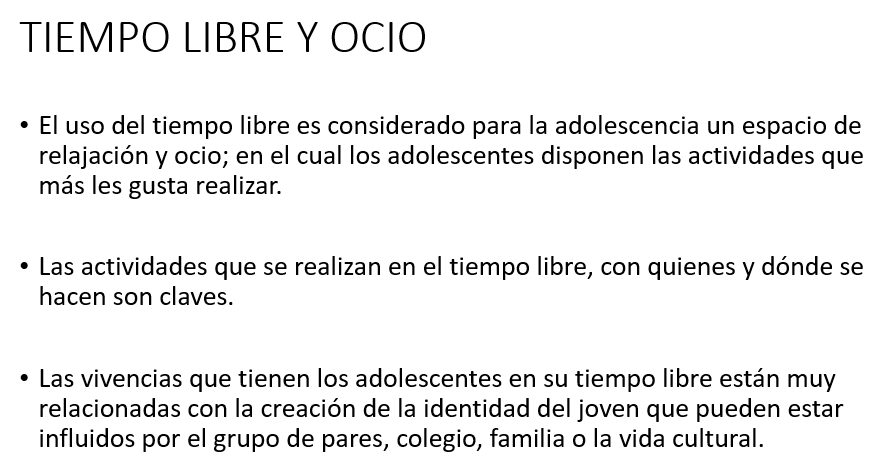 TIEMPO LIBRE Y OCIO
• El uso del tiempo libre es considerado para la adolescencia un espacio de
relajación y ocio; en el cual los adolescentes disponen las actividades que
más les gusta realizar.
• Las actividades que se realizan en el tiempo libre, con quienes y dónde se
hacen son claves.
• Las vivencias que tienen los adolescentes en su tiempo libre están muy
relacionadas con la creación de la identidad del joven que pueden estar
influidos por el grupo de pares, colegio, familia o la vida cultural.